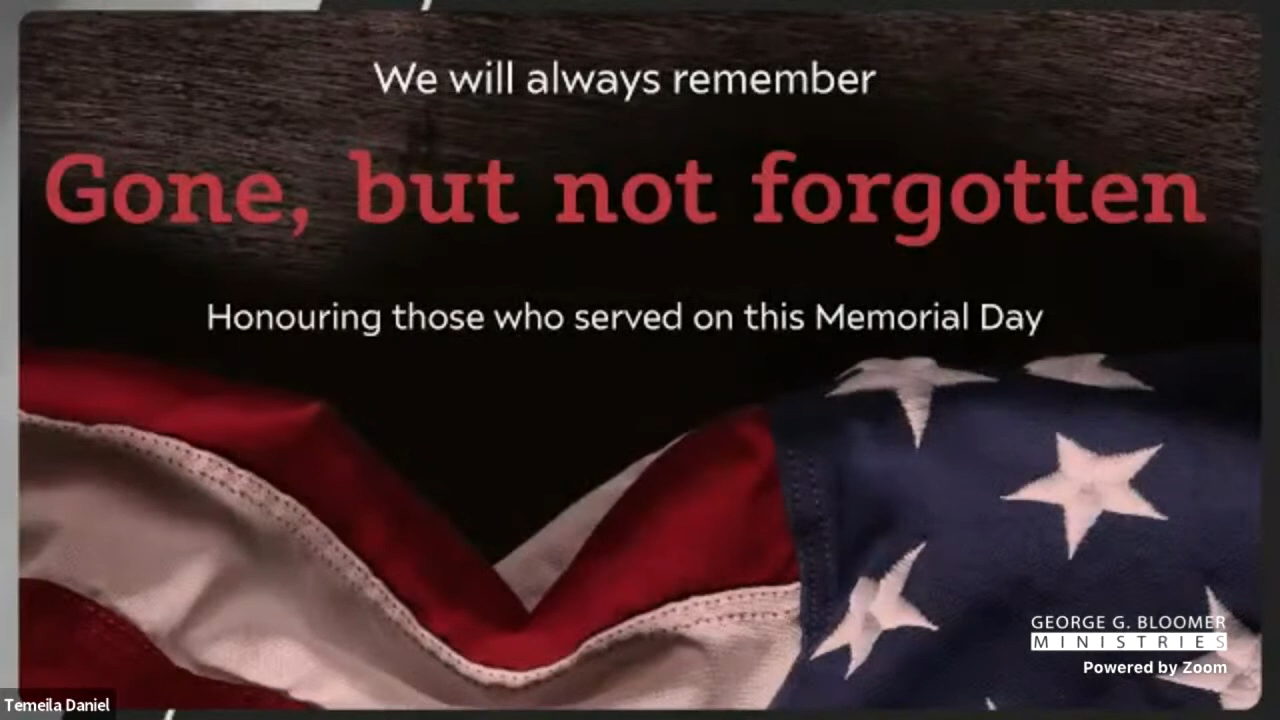 We will always remember
Gone, but not forgotten
Honouring those who served on this Memorial Day
GEORGE G. BLOOMER
MINISTRIES
Powered by Zoom
Temeila Daniel